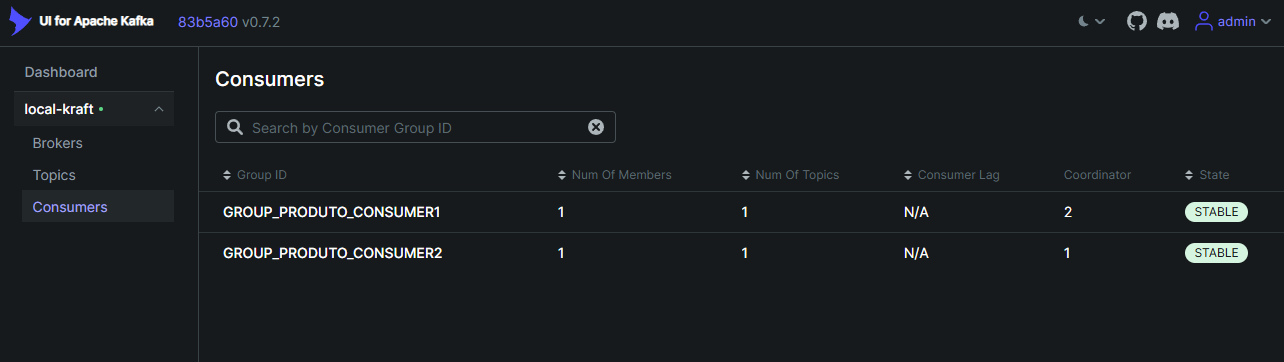 UI for Apache Kafka 83b5a60 v0.7.2 admin
Dashboard
local-kraft
Brokers
Topics
Consumers
Consumers
Search by Consumer Group ID
Group ID Num Of Members Num Of Topics Consumer Lag Coordinator State
GROUP_PRODUTO_CONSUMER1 1 1 N/A 2 STABLE
GROUP_PRODUTO_CONSUMER2 1 1 N/A 1 STABLE